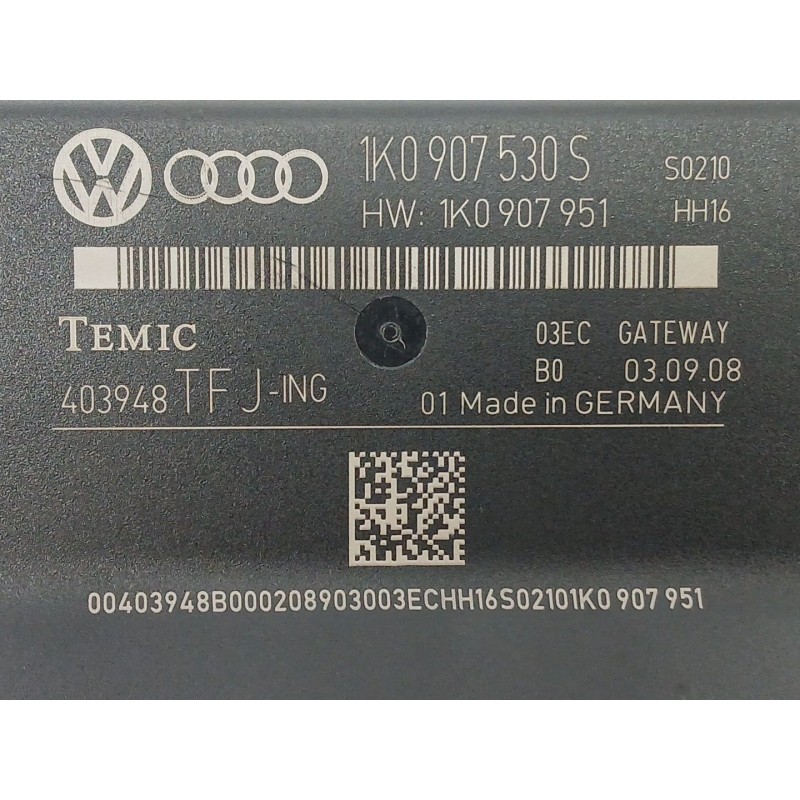 VW 1K0 907 530 S S0210
HW: 1K0 907 951 HH16
TEMIC 03EC GATEWAY
B0 03.09.08
403948 TFJ-ING 01 Made in GERMANY
00403948B000208903003ECHH16S02101K0 907 951